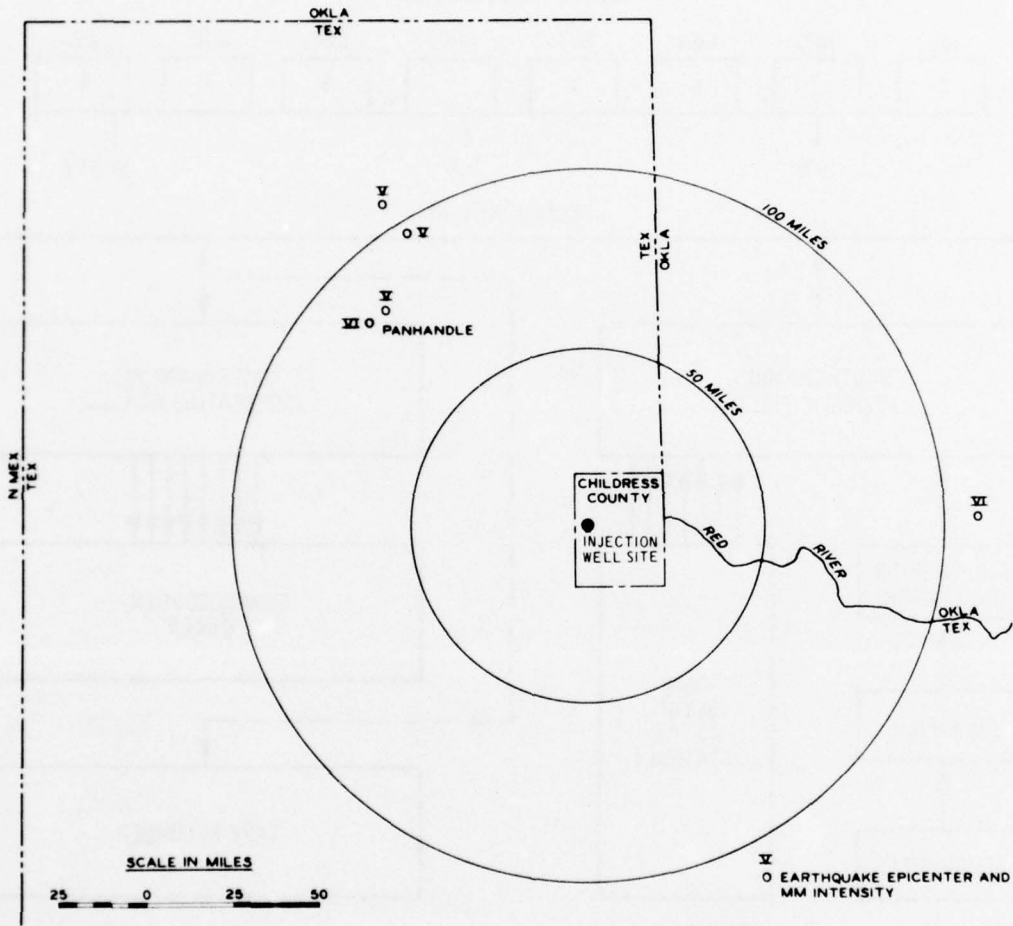 OKLA
TEX
V
V
100 MILES
TEX
OKLA
V
VI
PANHANDLE
50 MILES
N MEX
TEX
CHILDRESS
COUNTY
INJECTION
WELL SITE
RED
RIVER
VI
OKLA
TEX
SCALE IN MILES
25 0 25 50
V
EARTHQUAKE EPICENTER AND
MM INTENSITY